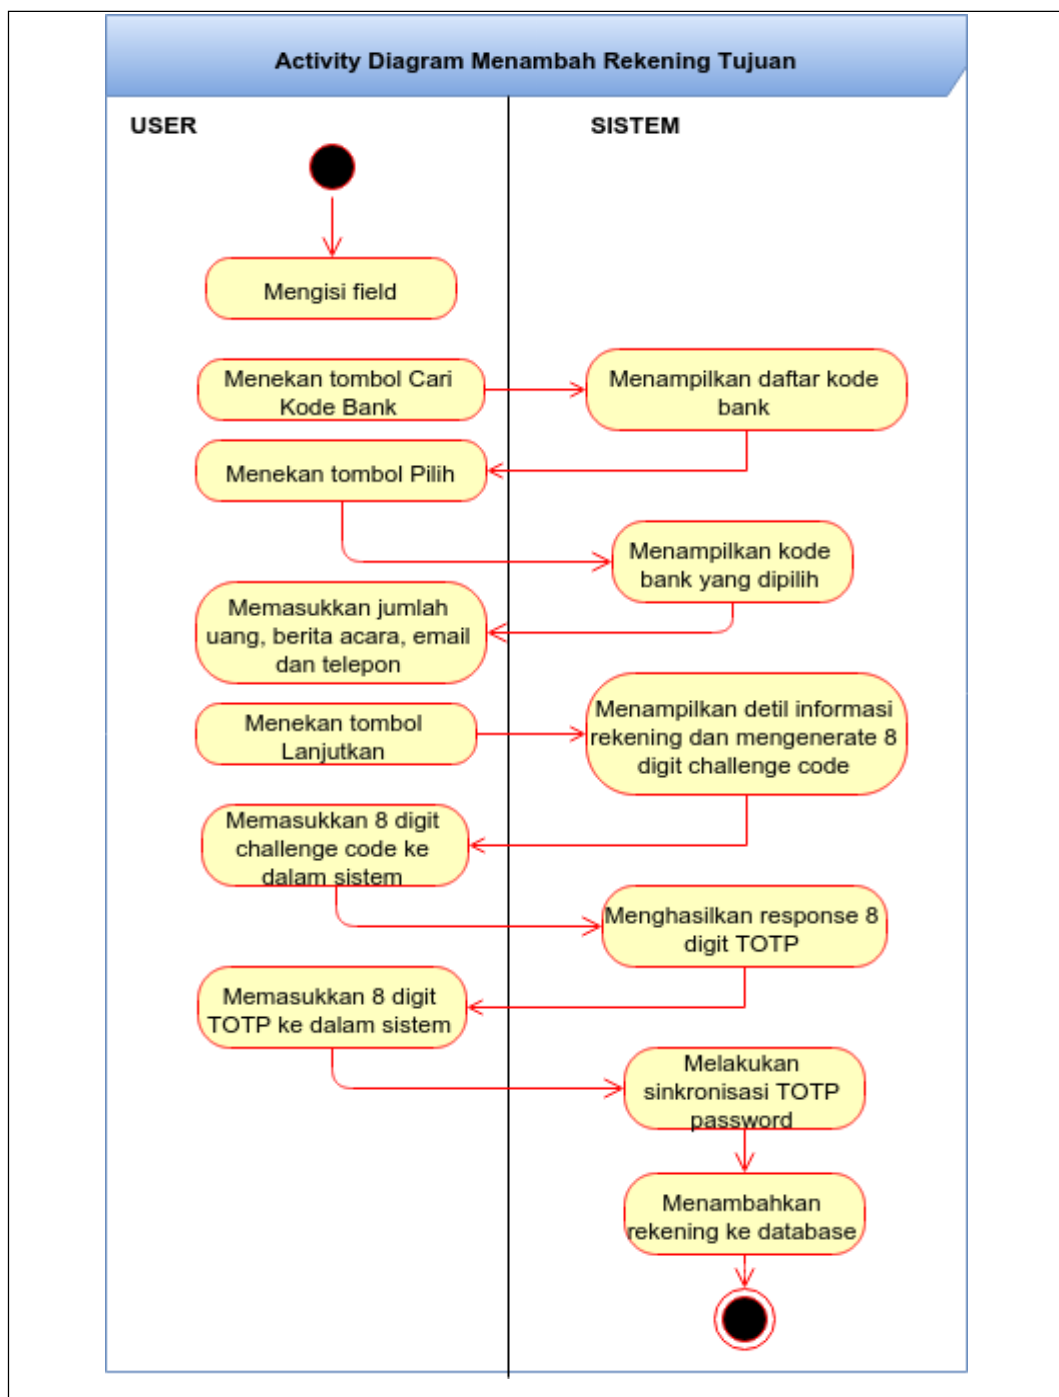 Activity Diagram Menambah Rekening Tujuan
USER
SISTEM
Mengisi field
Menekan tombol Cari
Kode Bank
Menampilkan daftar kode
bank
Menekan tombol Pilih
Menampilkan kode
bank yang dipilih
Memasukkan jumlah
uang, berita acara, email
dan telepon
Menekan tombol
Lanjutkan
Menampilkan detil informasi
rekening dan mengenerate 8
digit challenge code
Memasukkan 8 digit
challenge code ke
dalam sistem
Menghasilkan response 8
digit TOTP
Memasukkan 8 digit
TOTP ke dalam sistem
Melakukan
sinkronisasi TOTP
password
Menambahkan
rekening ke database